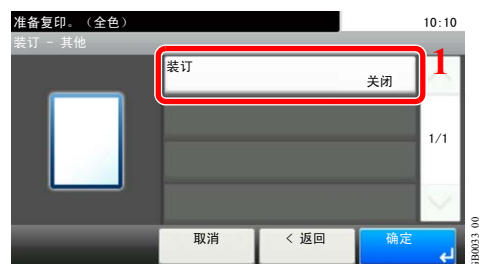 准备复印。（全色）
10:10
装订 - 其他
装订
关闭
1
1/1
取消
< 返回
确定
GB0033_00